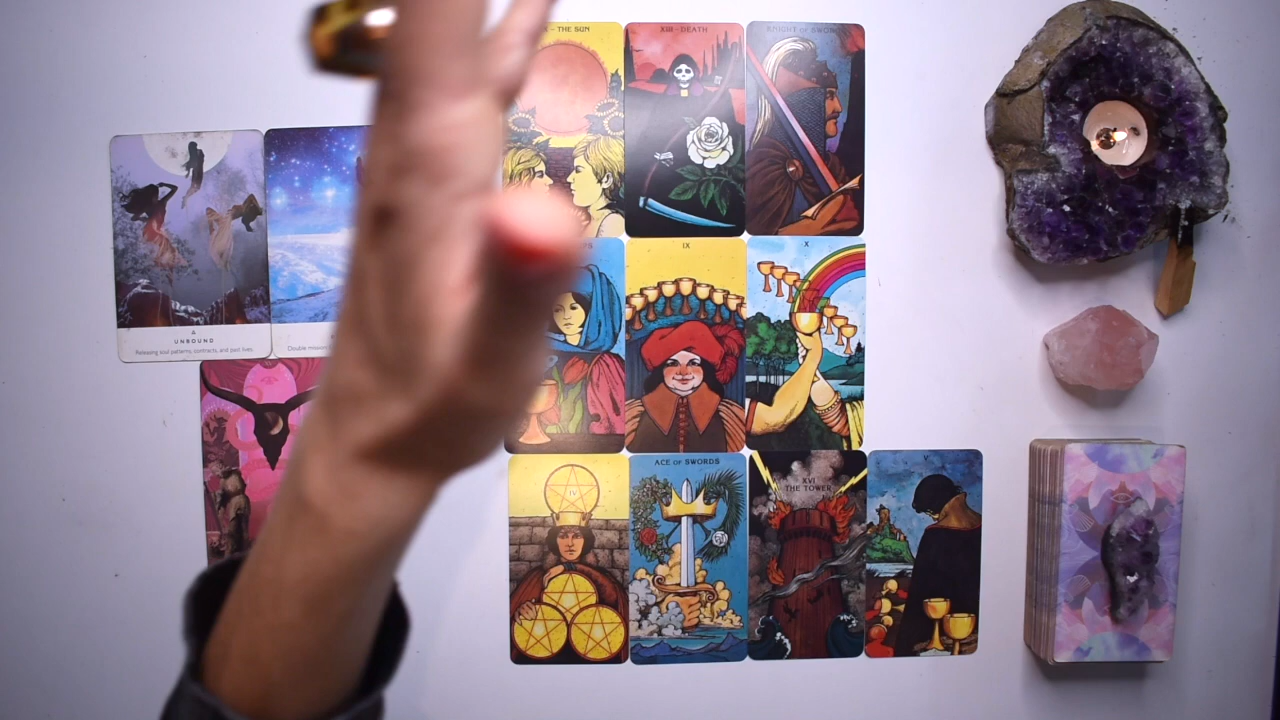 THE SUN
XIII - DEATH
KNIGHT OF SWORDS
UNBOUND
Releasing soul patterns, contracts, and past lives.
Double
IX
X
IV
ACE OF SWORDS
XVI
THE TOWER
V